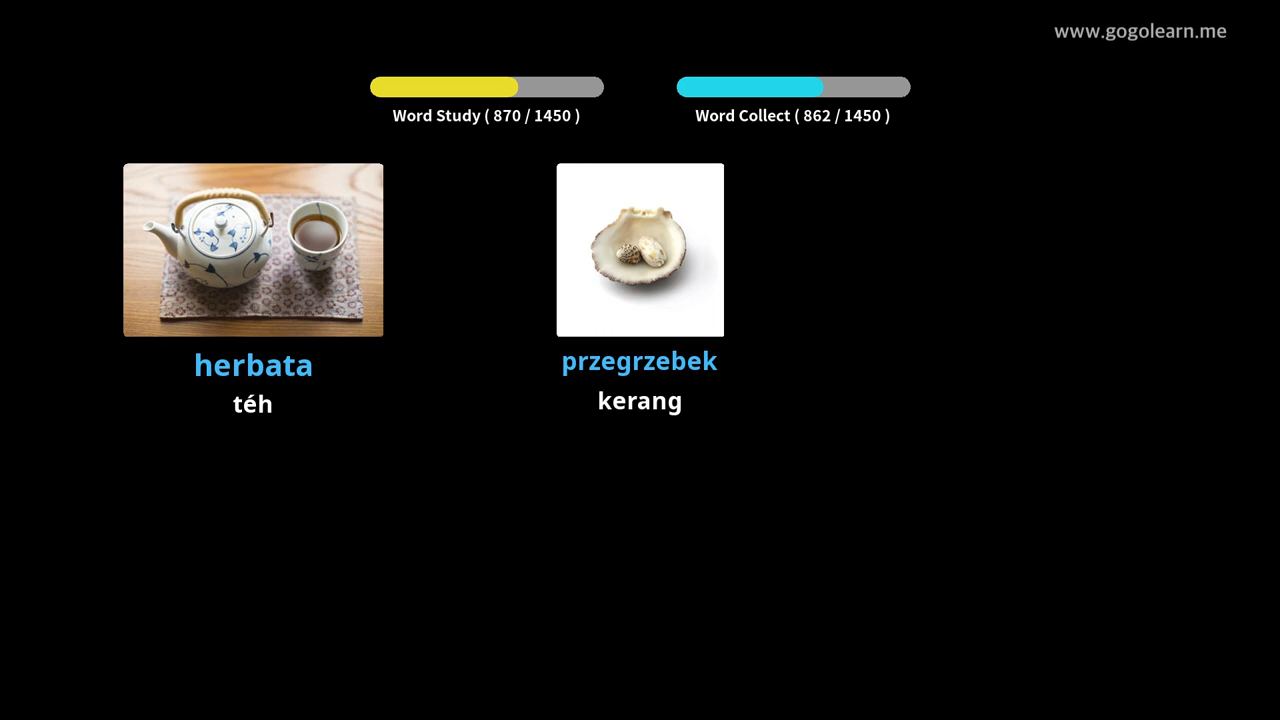 www.gogolearn.me
Word Study ( 870 / 1450 )
Word Collect ( 862 / 1450 )
herbata
téh
przegrzebek
kerang